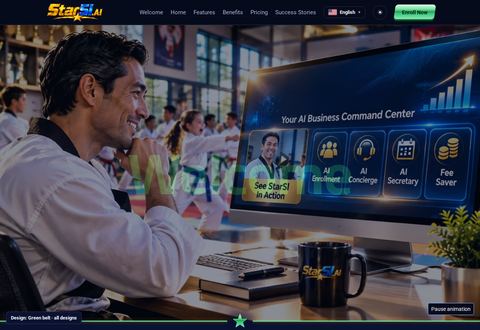 StarSI AI
Welcome Home Features Benefits Pricing Success Stories
English
Enroll Now
Your AI Business Command Center
See StarSI
in Action
AI
Enrollment
AI
Concierge
AI
Secretary
Fee
Saver
Welcome
StarSI AI
Pause animation
Design: Green belt - all designs